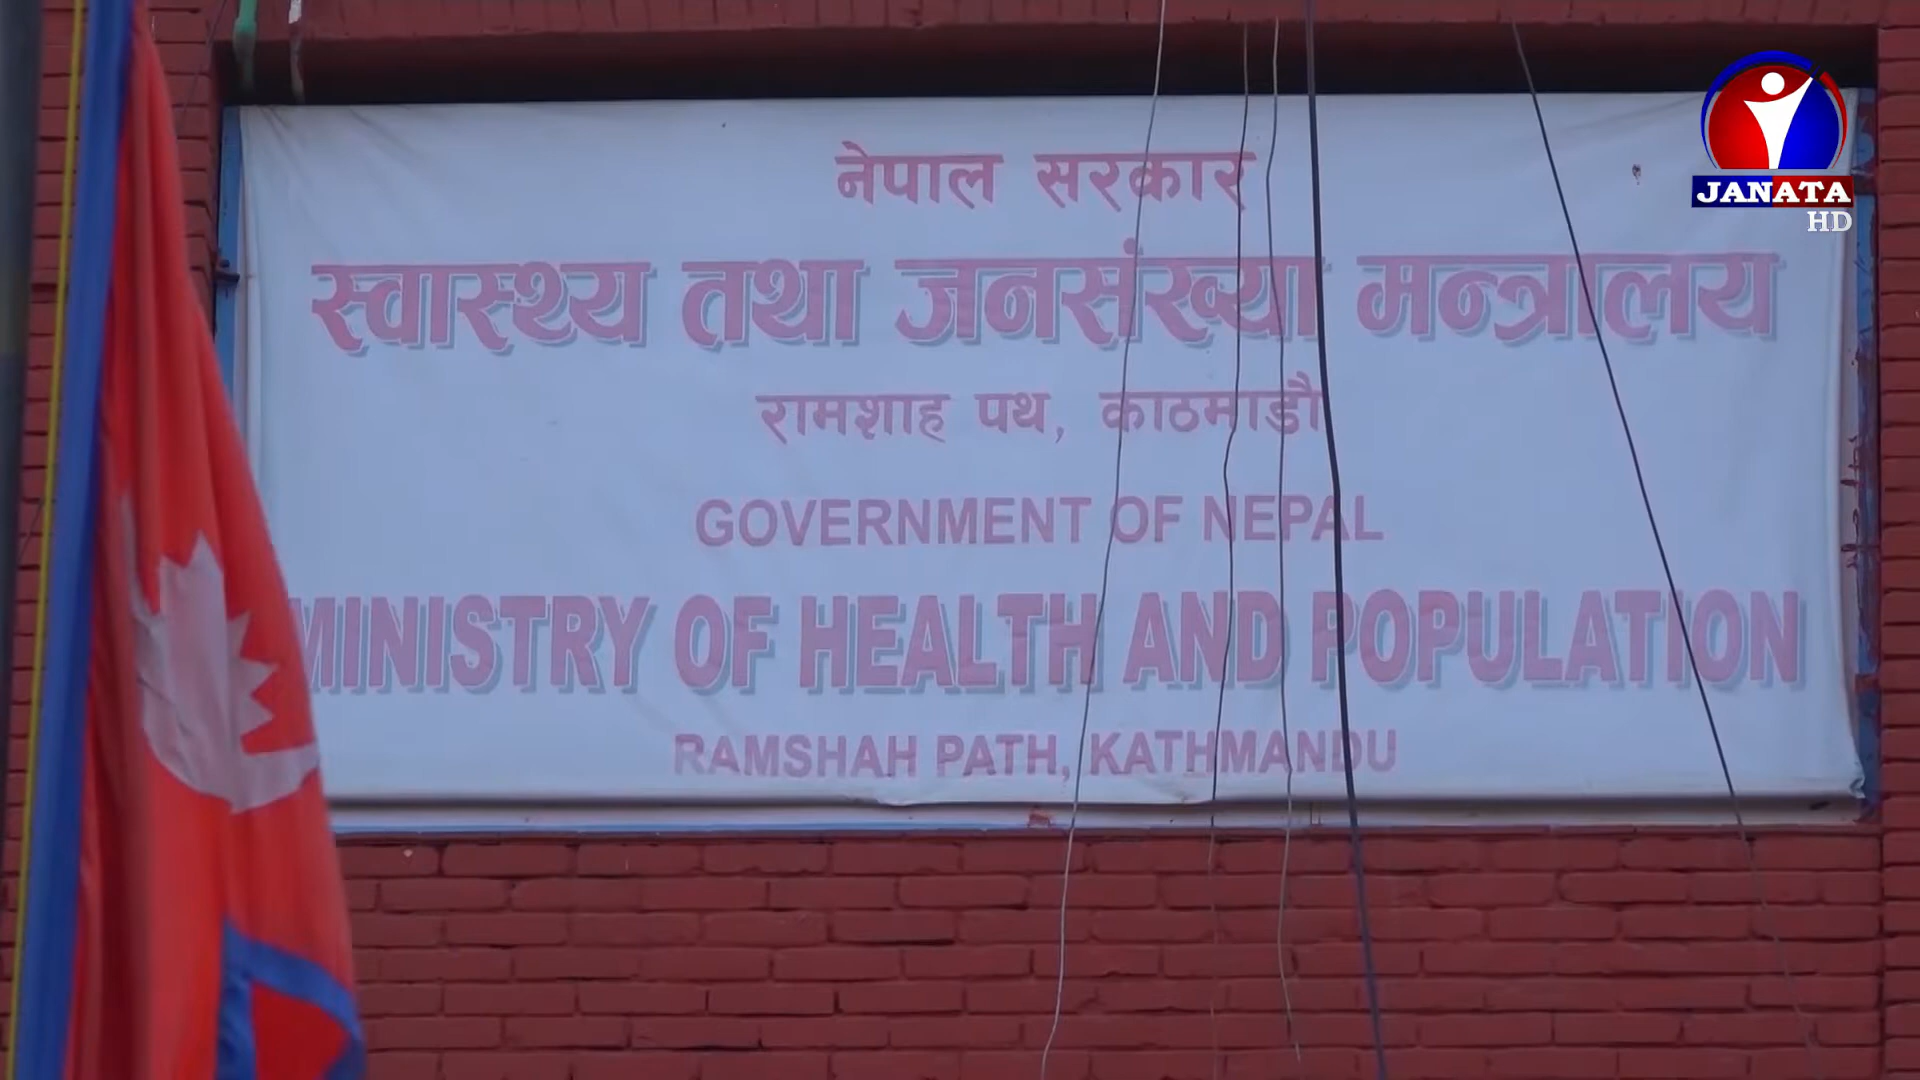 नेपाल सरकार
स्वास्थ्य तथा जनसंख्या मन्त्रालय
रामशाह पथ, काठमाडौं
GOVERNMENT OF NEPAL
MINISTRY OF HEALTH AND POPULATION
RAMSHAH PATH, KATHMANDU
JANATA
HD